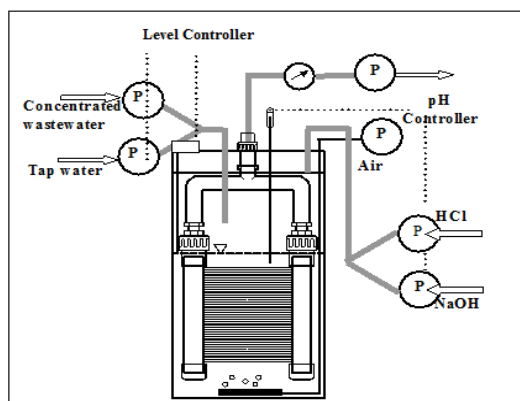 Level Controller
P
P
Concentrated
wastewater
pH
Controller
P
P
Tap water
Air
HCl
P
P
NaOH